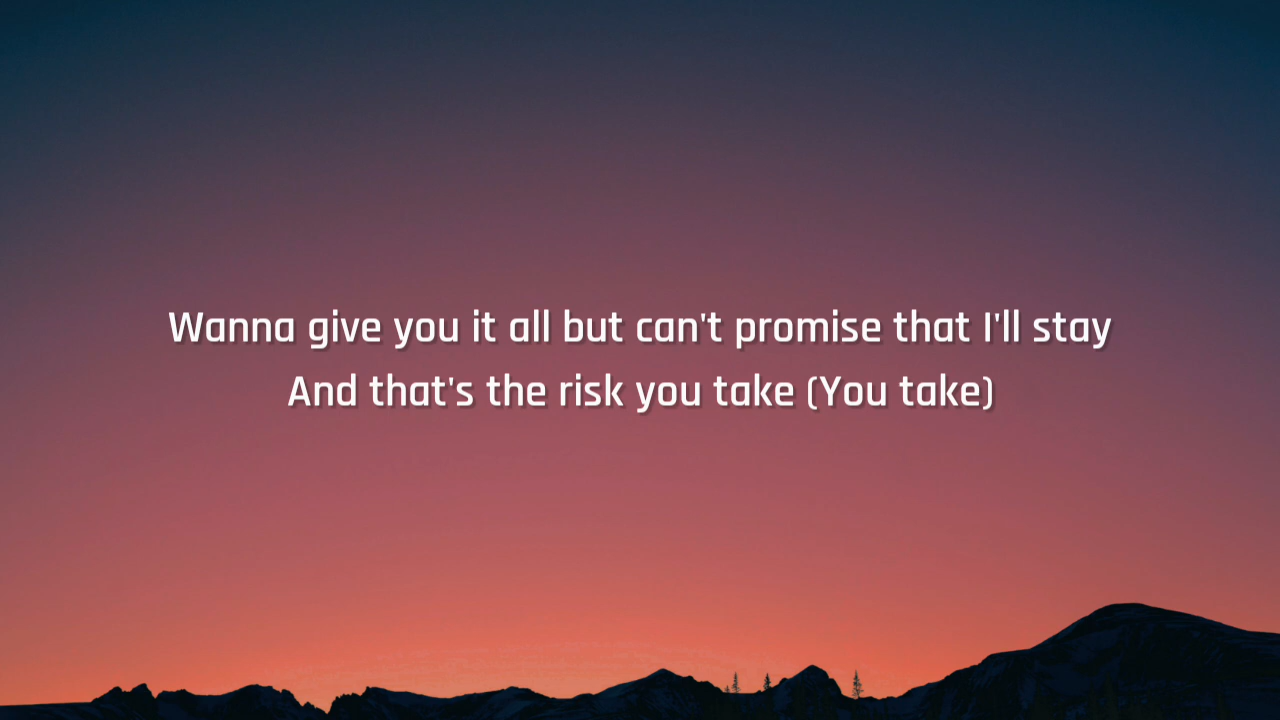 Wanna give you it all but can't promise that I'll stay
And that's the risk you take (You take)